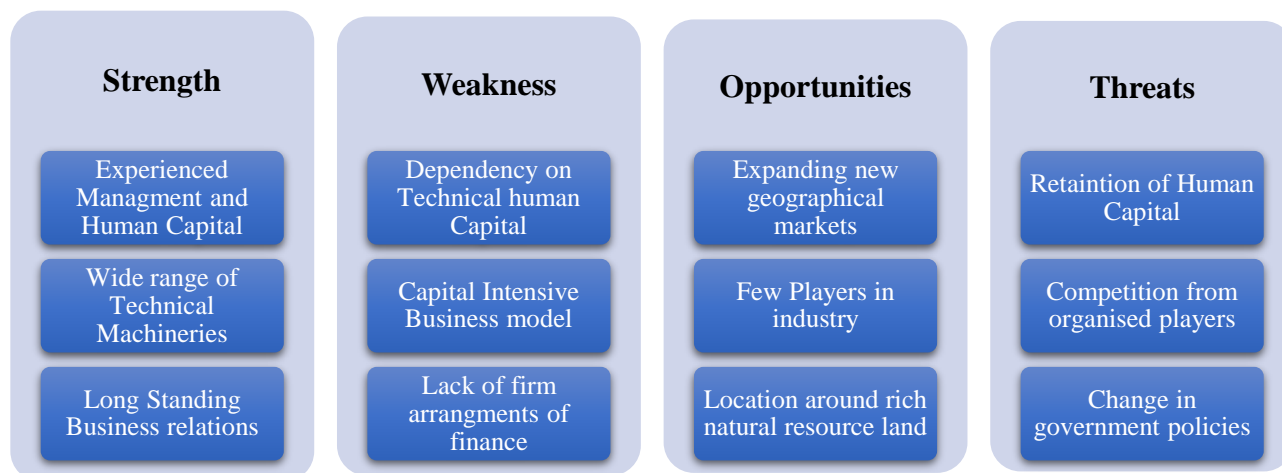 Strength
Experienced
Managment and
Human Capital
Wide range of
Technical
Machineries
Long Standing
Business relations
Weakness
Dependency on
Technical human
Capital
Capital Intensive
Business model
Lack of firm
arrangments of
finance
Opportunities
Expanding new
geographical
markets
Few Players in
industry
Location around rich
natural resource land
Threats
Retaintion of Human
Capital
Competition from
organised players
Change in
government policies